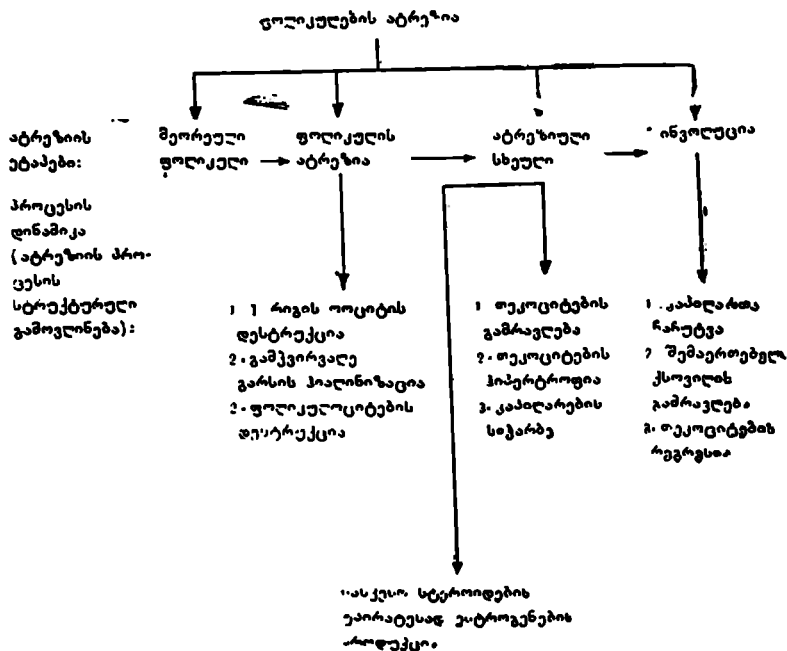 ფოლიკულების ატრეზია
ატრეზიის
ეტაპები:
მეორეული
ფოლიკული
ფოლიკულის
ატრეზია
ატრეზიული
სხეული
ინვოლუცია
პროცესის
დინამიკა
(ატრეზიის პრო-
ცესის
სტრუქტურული
გამოვლინება):
1 I რიგის ოოციტის
დესტრუქცია
2. გამჭვირვალე
გარსის ჰიალინიზაცია
3. ფოლიკულოციტების
დესტრუქცია
1 თეკოციტების
გამრავლება
2. თეკოციტების
ჰიპერტროფია
3. კაპილარების
სიჭარბე
1. კაპილართა
ჩახუტვა
2 შემაერთებელი
ქსოვილის
გამრავლება
3. თეკოციტების
რეგრესია
სასქესო სტეროიდების
უპირატესად ესტროგენების
პროდუქცია